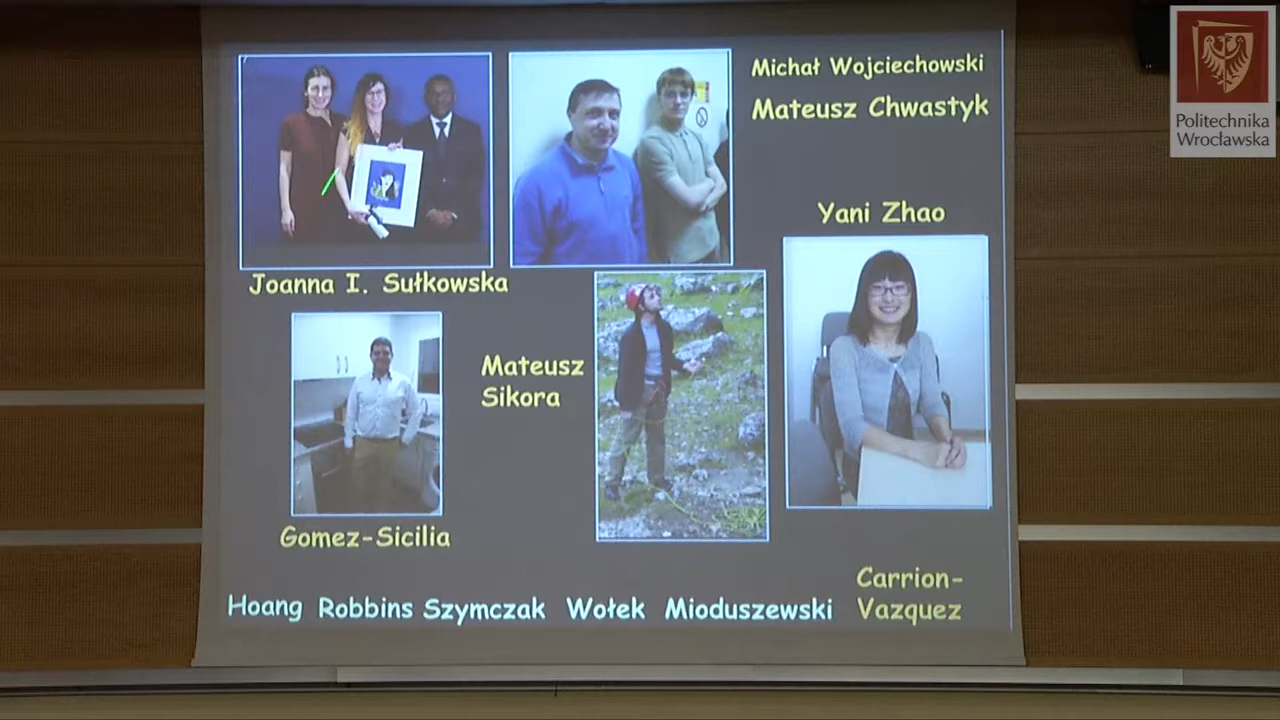 Michał Wojciechowski
Mateusz Chwastyk
Yani Zhao
Joanna I. Sułkowska
Mateusz
Sikora
Gomez-Sicilia
Carrion-
Vazquez
Hoang Robbins Szymczak Wołek Mioduszewski
Politechnika
Wrocławska